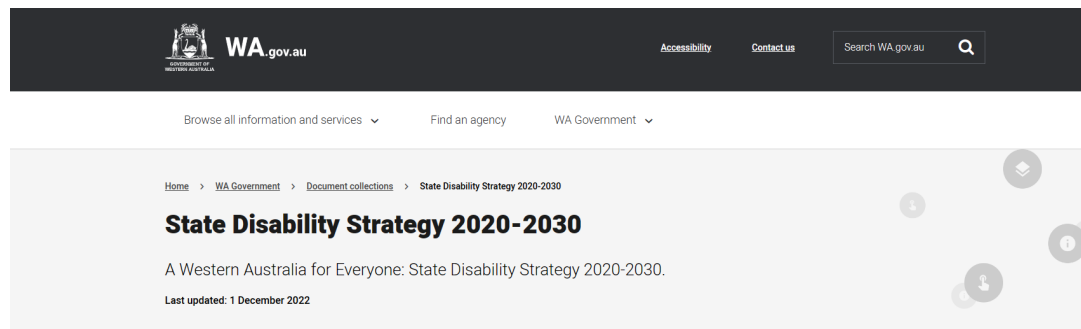 WA.gov.au
GOVERNMENT OF
WESTERN AUSTRALIA
Accessibility
Contact us
Search WA.gov.au
Browse all information and services
Find an agency
WA Government
Home > WA Government > Document collections > State Disability Strategy 2020-2030
State Disability Strategy 2020-2030
A Western Australia for Everyone: State Disability Strategy 2020-2030.
Last updated: 1 December 2022